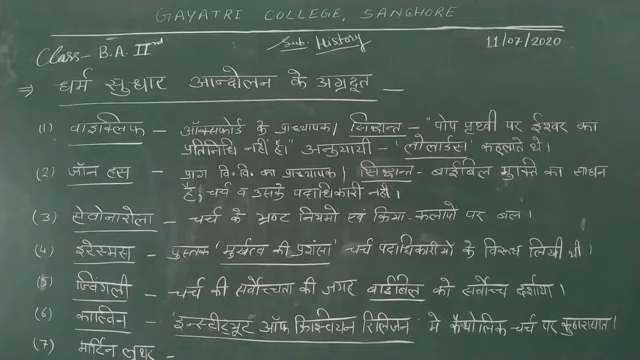 GAYATRI COLLEGE, SANGHORE
Class- B.A. IInd Sub. History 11/07/2020
⇒ धर्म सुधार आन्दोलन के अग्रदूत -
(1) वाइक्लिफ - ऑक्सफोर्ड के प्राध्यापक / सिद्धान्त - "पोप पृथ्वी पर ईश्वर का
प्रतिनिधि नहीं है।" अनुयायी - 'लोलार्डस' कहलाते थे।
(2) जॉन हस - प्राग वि.वि. का प्राध्यापक / सिद्धान्त - बाईबिल मुक्ति का साधन
है, चर्च व उसके पदाधिकारी नहीं।
(3) सेवोनारोला - चर्च के भ्रष्ट नियमों एवं क्रिया-कलापों पर बल।
(4) इरेस्मस - पुस्तक 'मुर्खत्व की प्रशंसा' चर्च पदाधिकारीयों के विरुध लिखी थी।
(5) ज्विंगली - चर्च की सर्वोच्चता की जगह बाईबिल को सर्वोच्च दर्शाया।
(6) काल्विन - 'इन्स्टीट्यूट ऑफ क्रिश्चियन रिलिजन' में कैथोलिक चर्च पर कुठाराघात।
(7) मार्टिन लुथर -